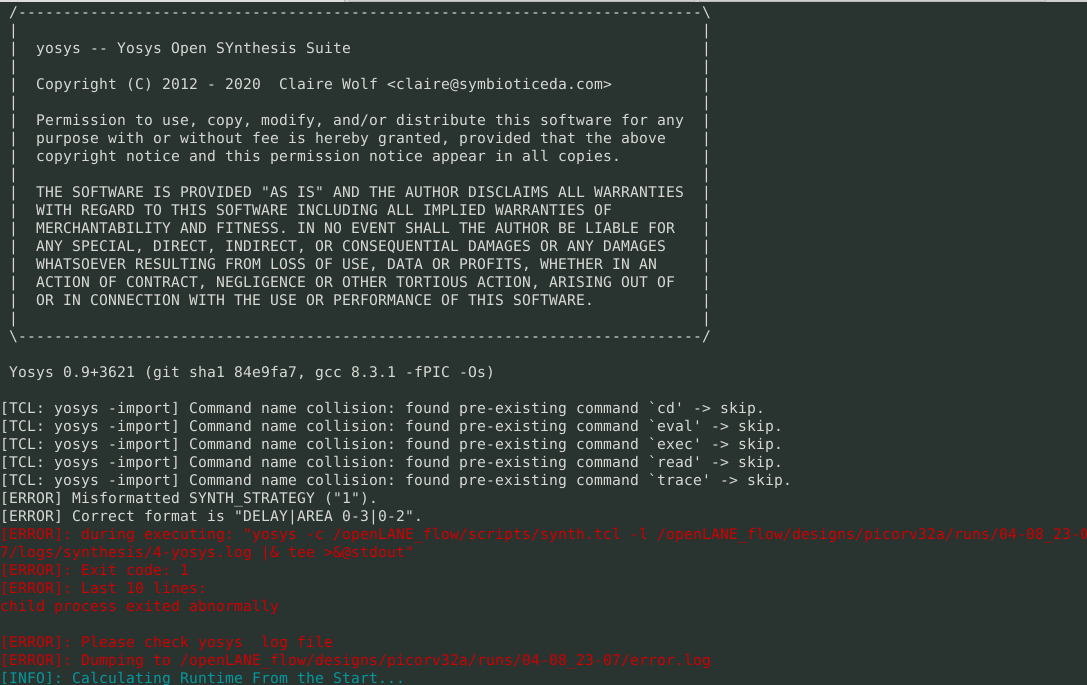 /----------------------------------------------------------------------------\
|                                                                            |
|  yosys -- Yosys Open SYnthesis Suite                                       |
|                                                                            |
|  Copyright (C) 2012 - 2020  Claire Wolf <claire@symbioticeda.com>          |
|                                                                            |
|  Permission to use, copy, modify, and/or distribute this software for any  |
|  purpose with or without fee is hereby granted, provided that the above    |
|  copyright notice and this permission notice appear in all copies.         |
|                                                                            |
|  THE SOFTWARE IS PROVIDED "AS IS" AND THE AUTHOR DISCLAIMS ALL WARRANTIES  |
|  WITH REGARD TO THIS SOFTWARE INCLUDING ALL IMPLIED WARRANTIES OF          |
|  MERCHANTABILITY AND FITNESS. IN NO EVENT SHALL THE AUTHOR BE LIABLE FOR   |
|  ANY SPECIAL, DIRECT, INDIRECT, OR CONSEQUENTIAL DAMAGES OR ANY DAMAGES    |
|  WHATSOEVER RESULTING FROM LOSS OF USE, DATA OR PROFITS, WHETHER IN AN     |
|  ACTION OF CONTRACT, NEGLIGENCE OR OTHER TORTIOUS ACTION, ARISING OUT OF   |
|  OR IN CONNECTION WITH THE USE OR PERFORMANCE OF THIS SOFTWARE.            |
|                                                                            |
\----------------------------------------------------------------------------/
Yosys 0.9+3621 (git sha1 84e9fa7, gcc 8.3.1 -fPIC -Os)
[TCL: yosys -import] Command name collision: found pre-existing command `cd' -> skip.
[TCL: yosys -import] Command name collision: found pre-existing command `eval' -> skip.
[TCL: yosys -import] Command name collision: found pre-existing command `exec' -> skip.
[TCL: yosys -import] Command name collision: found pre-existing command `read' -> skip.
[TCL: yosys -import] Command name collision: found pre-existing command `trace' -> skip.
[ERROR] Misformatted SYNTH_STRATEGY ("1").
[ERROR] Correct format is "DELAY|AREA 0-3|0-2".
[ERROR]: during executing: "yosys -c /openLANE_flow/scripts/synth.tcl -l /openLANE_flow/designs/picorv32a/runs/04-08_23-0
7/logs/synthesis/4-yosys.log |& tee >&@stdout"
[ERROR]: Exit code: 1
[ERROR]: Last 10 lines:
child process exited abnormally
[ERROR]: Please check yosys  log file
[ERROR]: Dumping to /openLANE_flow/designs/picorv32a/runs/04-08_23-07/error.log
[INFO]: Calculating Runtime From the Start...